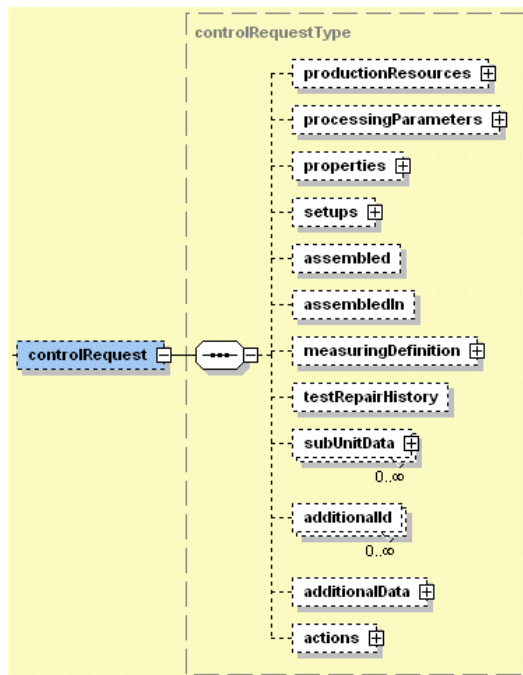 controlRequestType
productionResources
processingParameters
properties
setups
assembled
assembledIn
controlRequest
measuringDefinition
testRepairHistory
subUnitData
0..∞
additionalId
0..∞
additionalData
actions